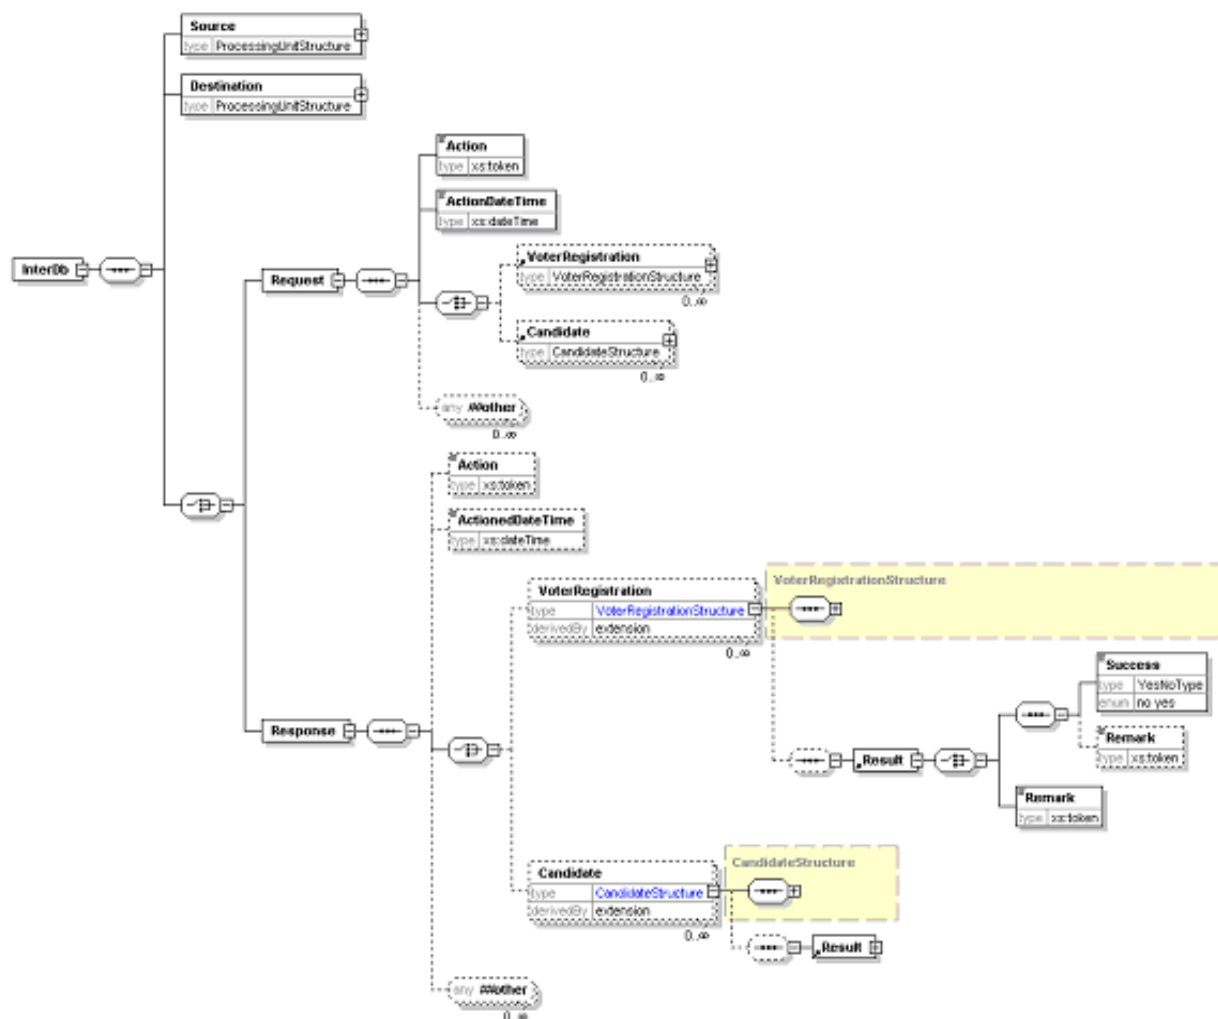 Source
type ProcessingUnitStructure
Destination
type ProcessingUnitStructure
Action
type xs:token
ActionDateTime
type xs:dateTime
InterDb
Request
VoterRegistration
type VoterRegistrationStructure
0..∞
Candidate
type CandidateStructure
0..∞
any ##other
0..∞
Action
type xs:token
ActionedDateTime
type xs:dateTime
VoterRegistrationStructure
VoterRegistration
type VoterRegistrationStructure
derivedBy extension
0..∞
Success
type YesNoType
enum no yes
Response
Remark
type xs:token
Result
Remark
type xs:token
CandidateStructure
Candidate
type CandidateStructure
derivedBy extension
0..∞
Result
any ##other
0..∞